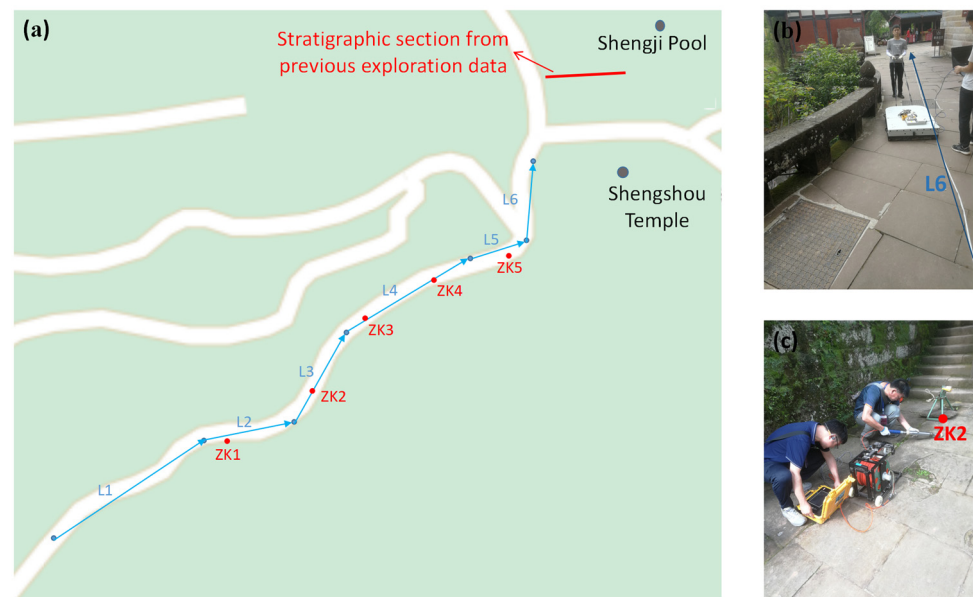 (a)
Stratigraphic section from
previous exploration data
Shengji Pool
Shengshou
Temple
L6
L5
ZK5
L4
ZK4
ZK3
L3
ZK2
L2
ZK1
L1
(b)
L6
(c)
ZK2